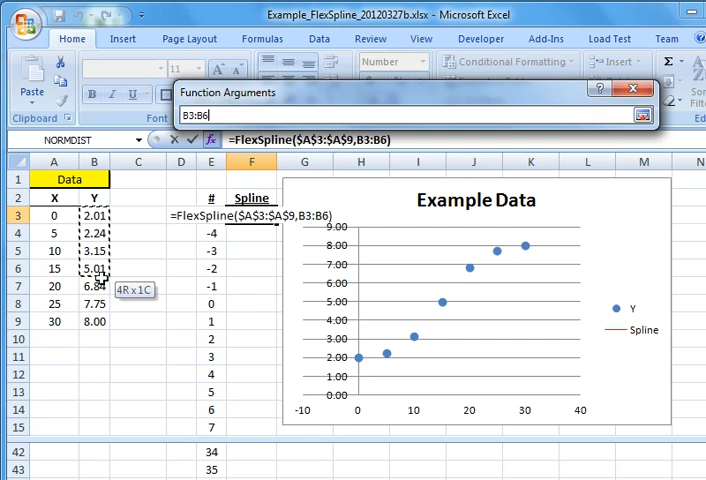 Example_FlexSpline_20120327b.xlsx - Microsoft Excel
Home Insert Page Layout Formulas Data Review View Developer Add-Ins Load Test Team
Paste
Clipboard
11
Number
Conditional Formatting
Insert
Function Arguments
B3:B6
NORMDIST
=FlexSpline($A$3:$A$9,B3:B6)
A B C D E F G H I J K L M N
1 Data
2 X Y # Spline
3 0 2.01 =FlexSpline($A$3:$A$9,B3:B6)
4 5 2.24 -4
5 10 3.15 -3
6 15 5.01 -2
7 20 6.84 -1
8 25 7.75 0
9 30 8.00 1
10 2
11 3
12 4
13 5
14 6
15 7
42 34
43 35
4R x 1C
Example Data
9.00
8.00
7.00
6.00
5.00
4.00
3.00
2.00
1.00
0.00
-10 0 10 20 30 40
Y
Spline